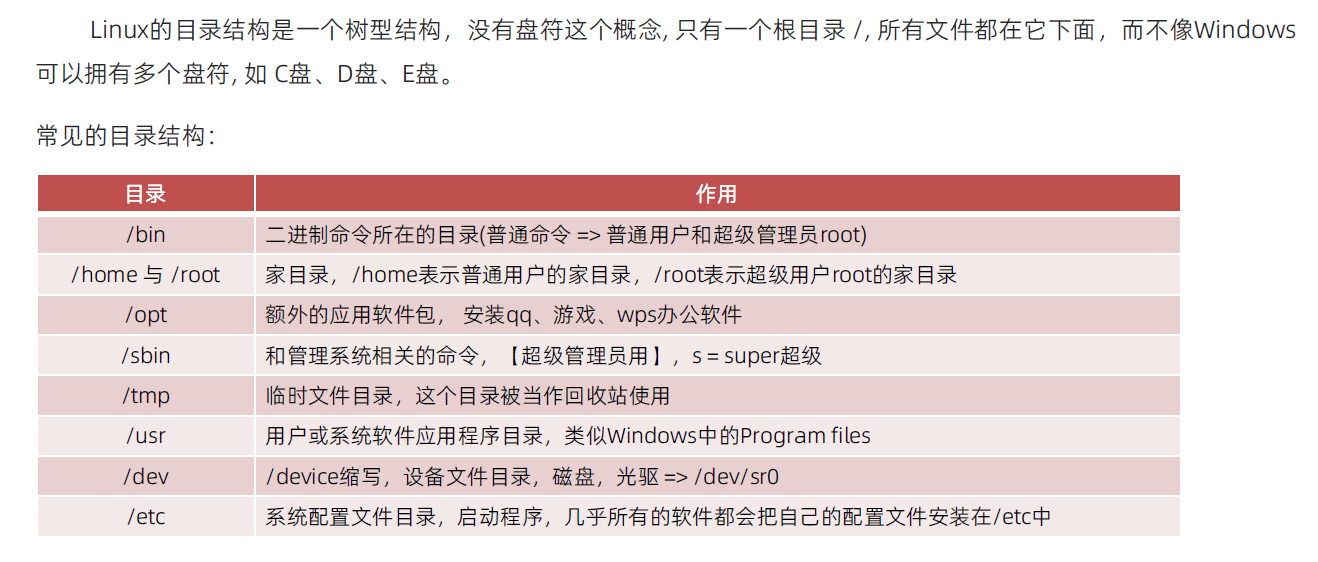 Linux的目录结构是一个树型结构，没有盘符这个概念, 只有一个根目录 /, 所有文件都在它下面，而不像Windows
可以拥有多个盘符, 如 C盘、D盘、E盘。
常见的目录结构：
目录 作用
/bin 二进制命令所在的目录(普通命令 => 普通用户和超级管理员root)
/home 与 /root 家目录，/home表示普通用户的家目录，/root表示超级用户root的家目录
/opt 额外的应用软件包， 安装qq、游戏、wps办公软件
/sbin 和管理系统相关的命令，【超级管理员用】，s = super超级
/tmp 临时文件目录，这个目录被当作回收站使用
/usr 用户或系统软件应用程序目录，类似Windows中的Program files
/dev /device缩写，设备文件目录，磁盘，光驱 => /dev/sr0
/etc 系统配置文件目录，启动程序，几乎所有的软件都会把自己的配置文件安装在/etc中